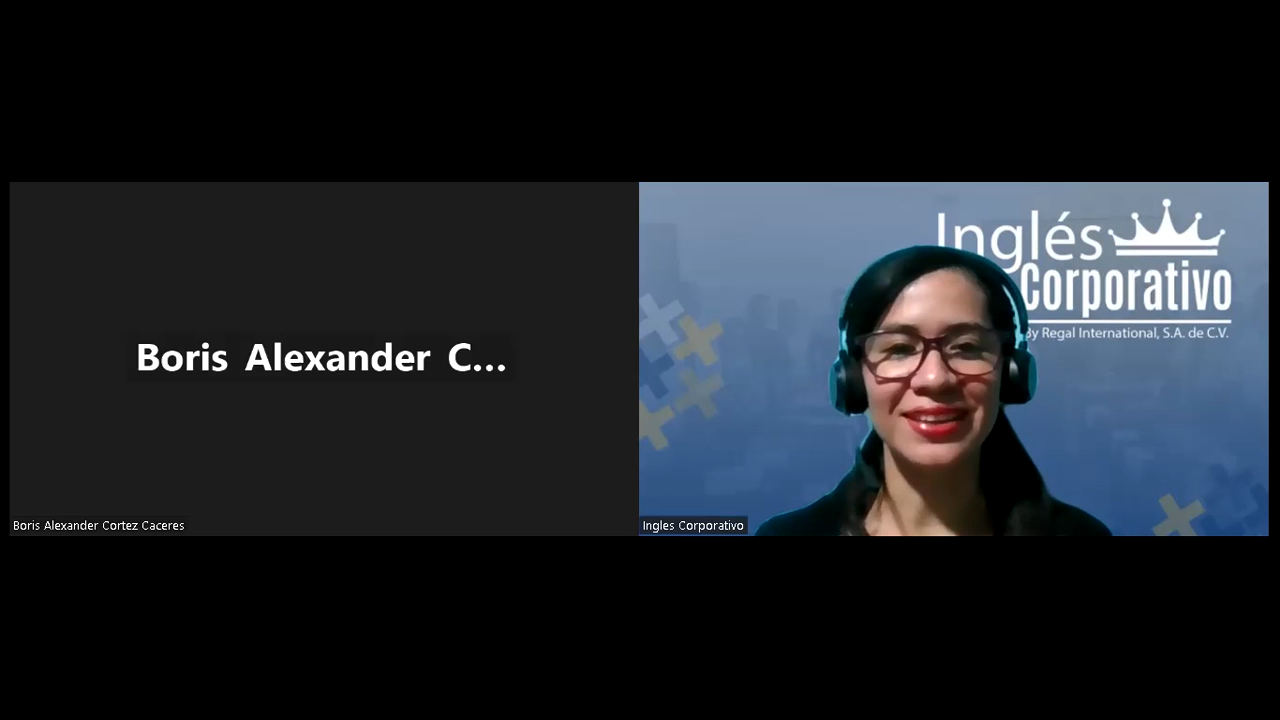 Boris Alexander C...
Boris Alexander Cortez Caceres
Inglés
Corporativo
By Regal International, S.A. de C.V.
Ingles Corporativo